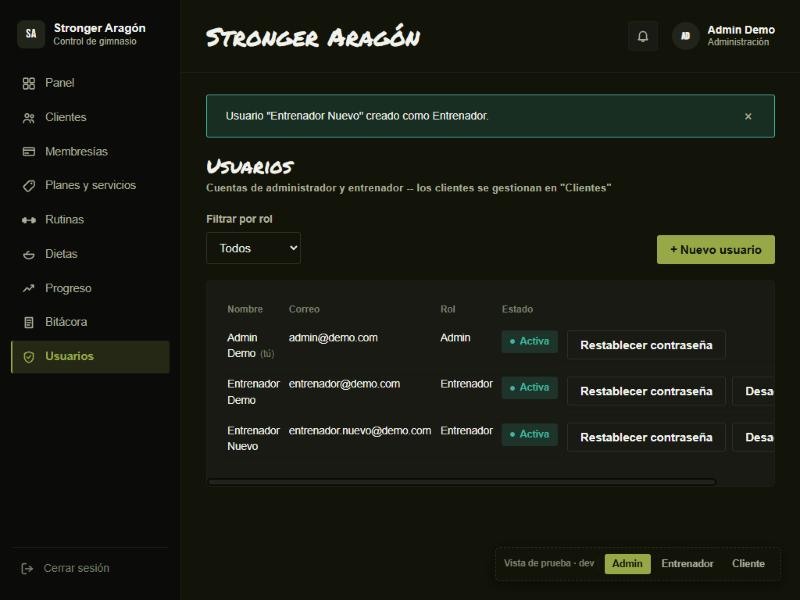 SA
Stronger Aragón
Control de gimnasio
Panel
Clientes
Membresías
Planes y servicios
Rutinas
Dietas
Progreso
Bitácora
Usuarios
Cerrar sesión
Stronger Aragón
AD
Admin Demo
Administración
Usuario "Entrenador Nuevo" creado como Entrenador.
×
Usuarios
Cuentas de administrador y entrenador -- los clientes se gestionan en "Clientes"
Filtrar por rol
Todos
+ Nuevo usuario
Nombre Correo Rol Estado
Admin Demo (tú) admin@demo.com Admin Activa Restablecer contraseña
Entrenador Demo entrenador@demo.com Entrenador Activa Restablecer contraseña Desa
Entrenador Nuevo entrenador.nuevo@demo.com Entrenador Activa Restablecer contraseña Desa
Vista de prueba · dev Admin Entrenador Cliente